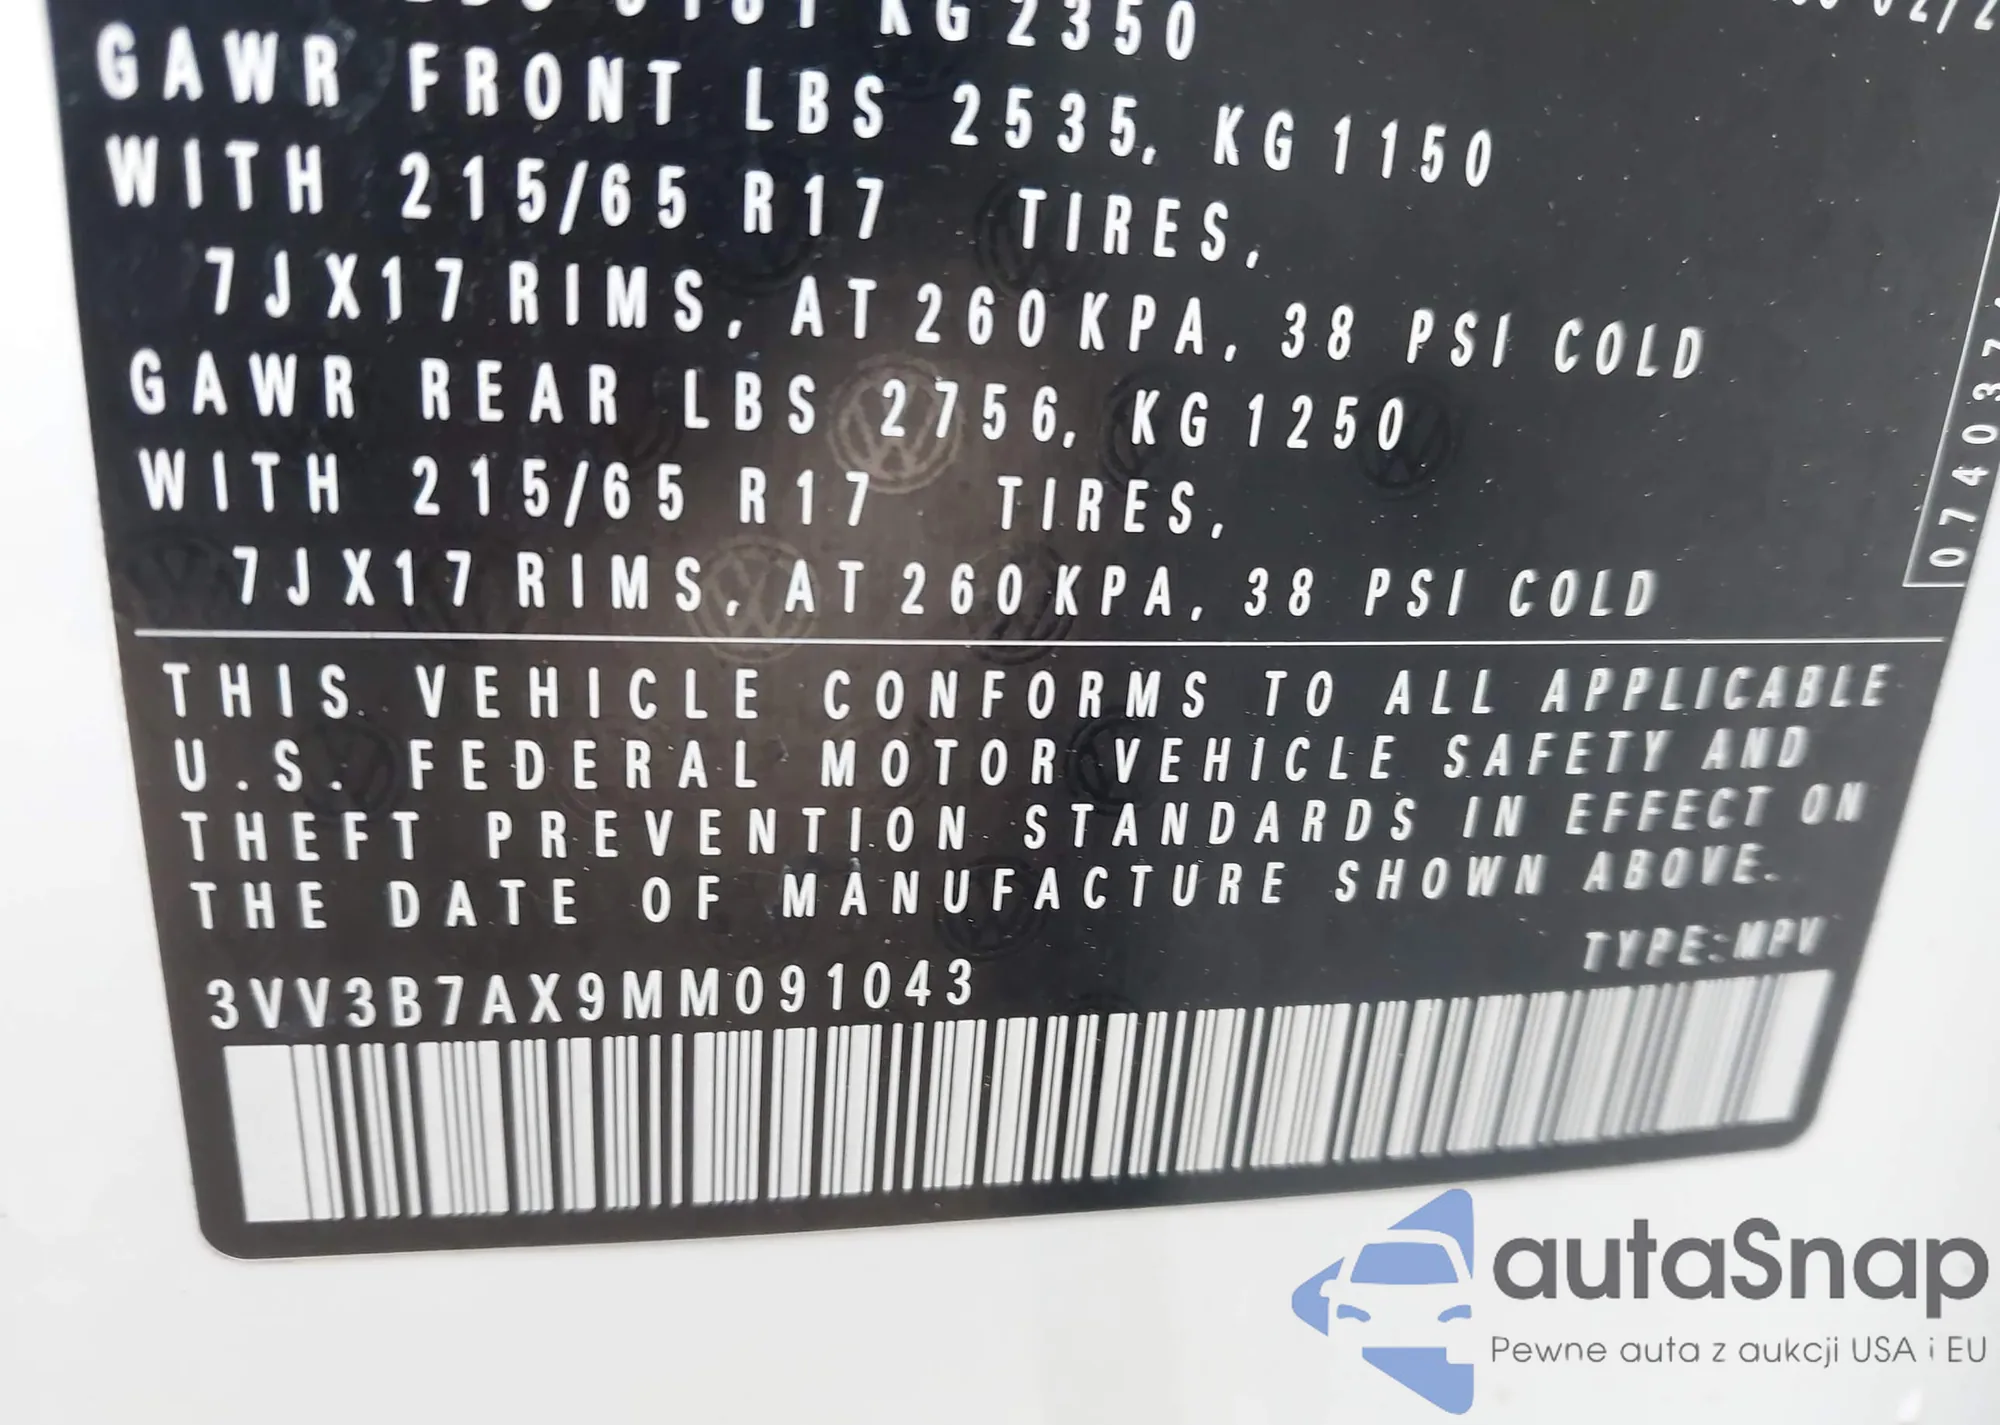 KG 2350
GAWR FRONT LBS 2535, KG 1150
WITH 215/65 R17 TIRES,
7JX17 RIMS, AT 260 KPA, 38 PSI COLD
GAWR REAR LBS 2756, KG 1250
WITH 215/65 R17 TIRES,
7JX17 RIMS, AT 260 KPA, 38 PSI COLD
THIS VEHICLE CONFORMS TO ALL APPLICABLE
U.S. FEDERAL MOTOR VEHICLE SAFETY AND
THEFT PREVENTION STANDARDS IN EFFECT ON
THE DATE OF MANUFACTURE SHOWN ABOVE.
TYPE:MPV
3VV3B7AX9MM091043
autaSnap
Pewne auta z aukcji USA i EU